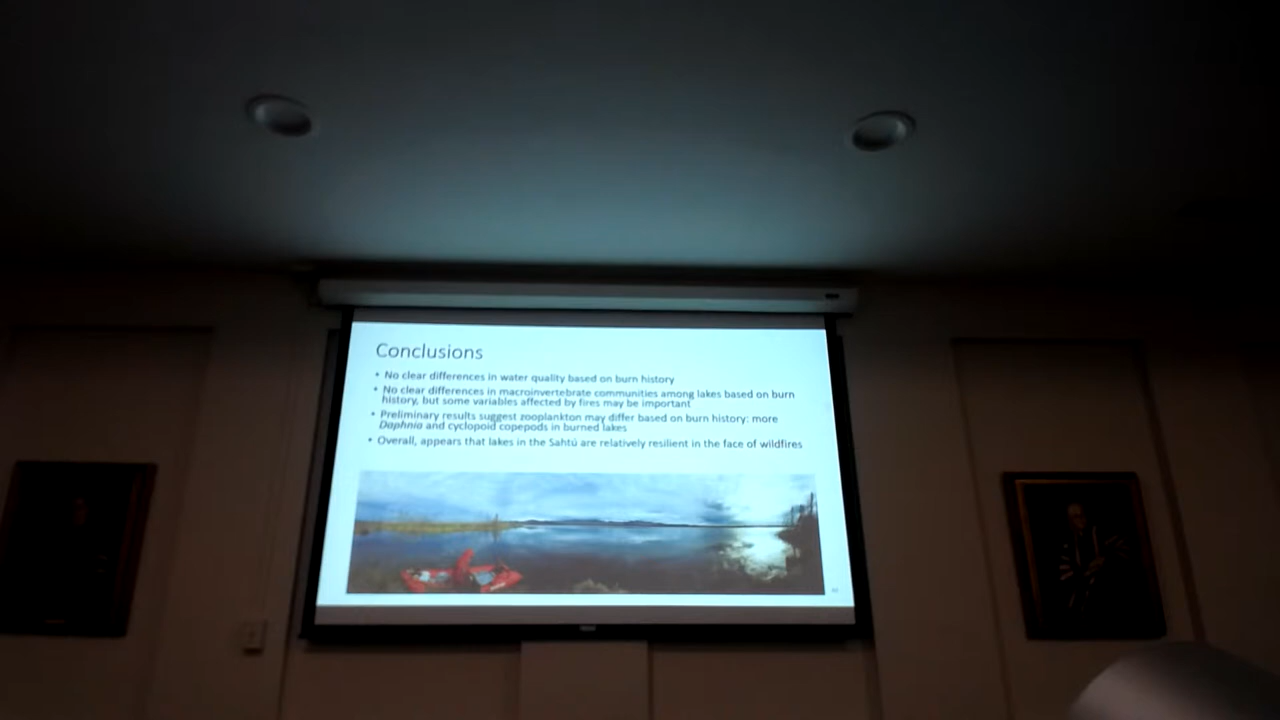 Conclusions
• No clear differences in water quality based on burn history
• No clear differences in macroinvertebrate communities among lakes based on burn
history, but some variables affected by fires may be important
• Preliminary results suggest zooplankton may differ based on burn history: more
Daphnia and cyclopoid copepods in burned lakes
• Overall, appears that lakes in the Sahtú are relatively resilient in the face of wildfires